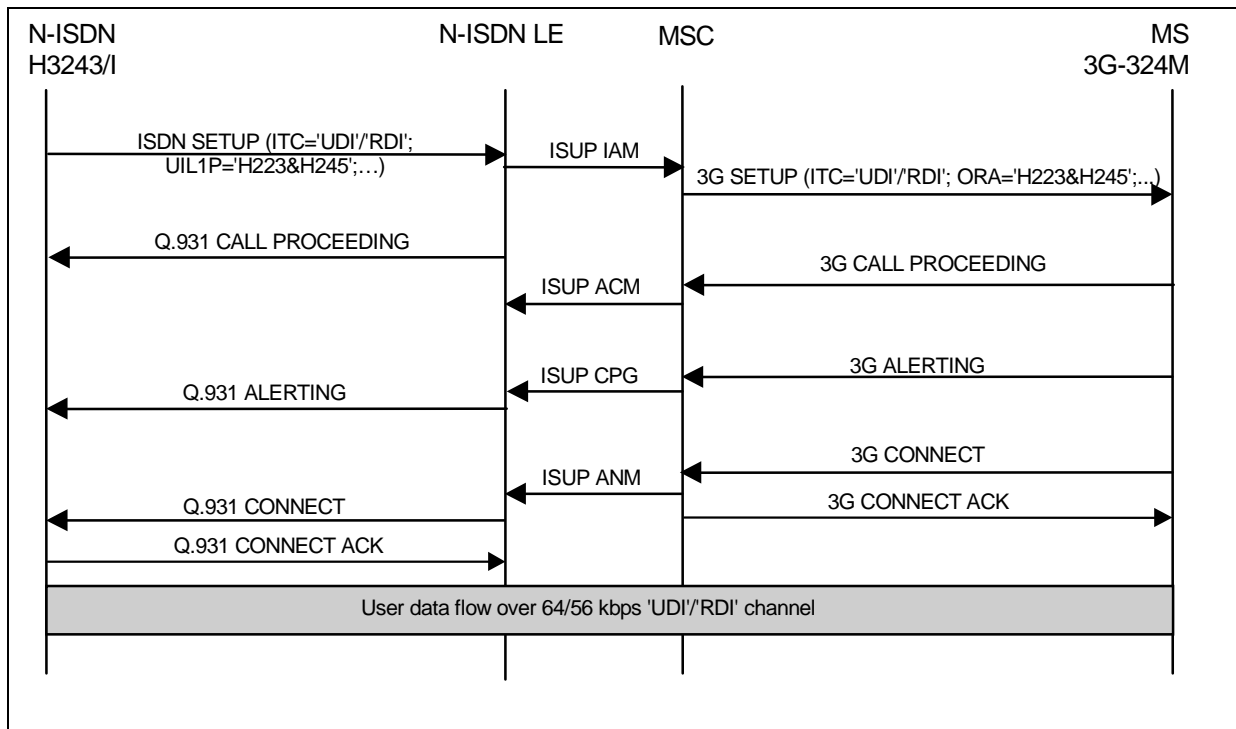 N-ISDN
H3243/I
N-ISDN LE
MSC
MS
3G-324M
ISDN SETUP (ITC='UDI'/'RDI';
UIL1P='H223&H245';…)
ISUP IAM
3G SETUP (ITC='UDI'/'RDI'; ORA='H223&H245';...)
Q.931 CALL PROCEEDING
3G CALL PROCEEDING
ISUP ACM
3G ALERTING
ISUP CPG
Q.931 ALERTING
3G CONNECT
ISUP ANM
3G CONNECT ACK
Q.931 CONNECT
Q.931 CONNECT ACK
User data flow over 64/56 kbps 'UDI'/'RDI' channel